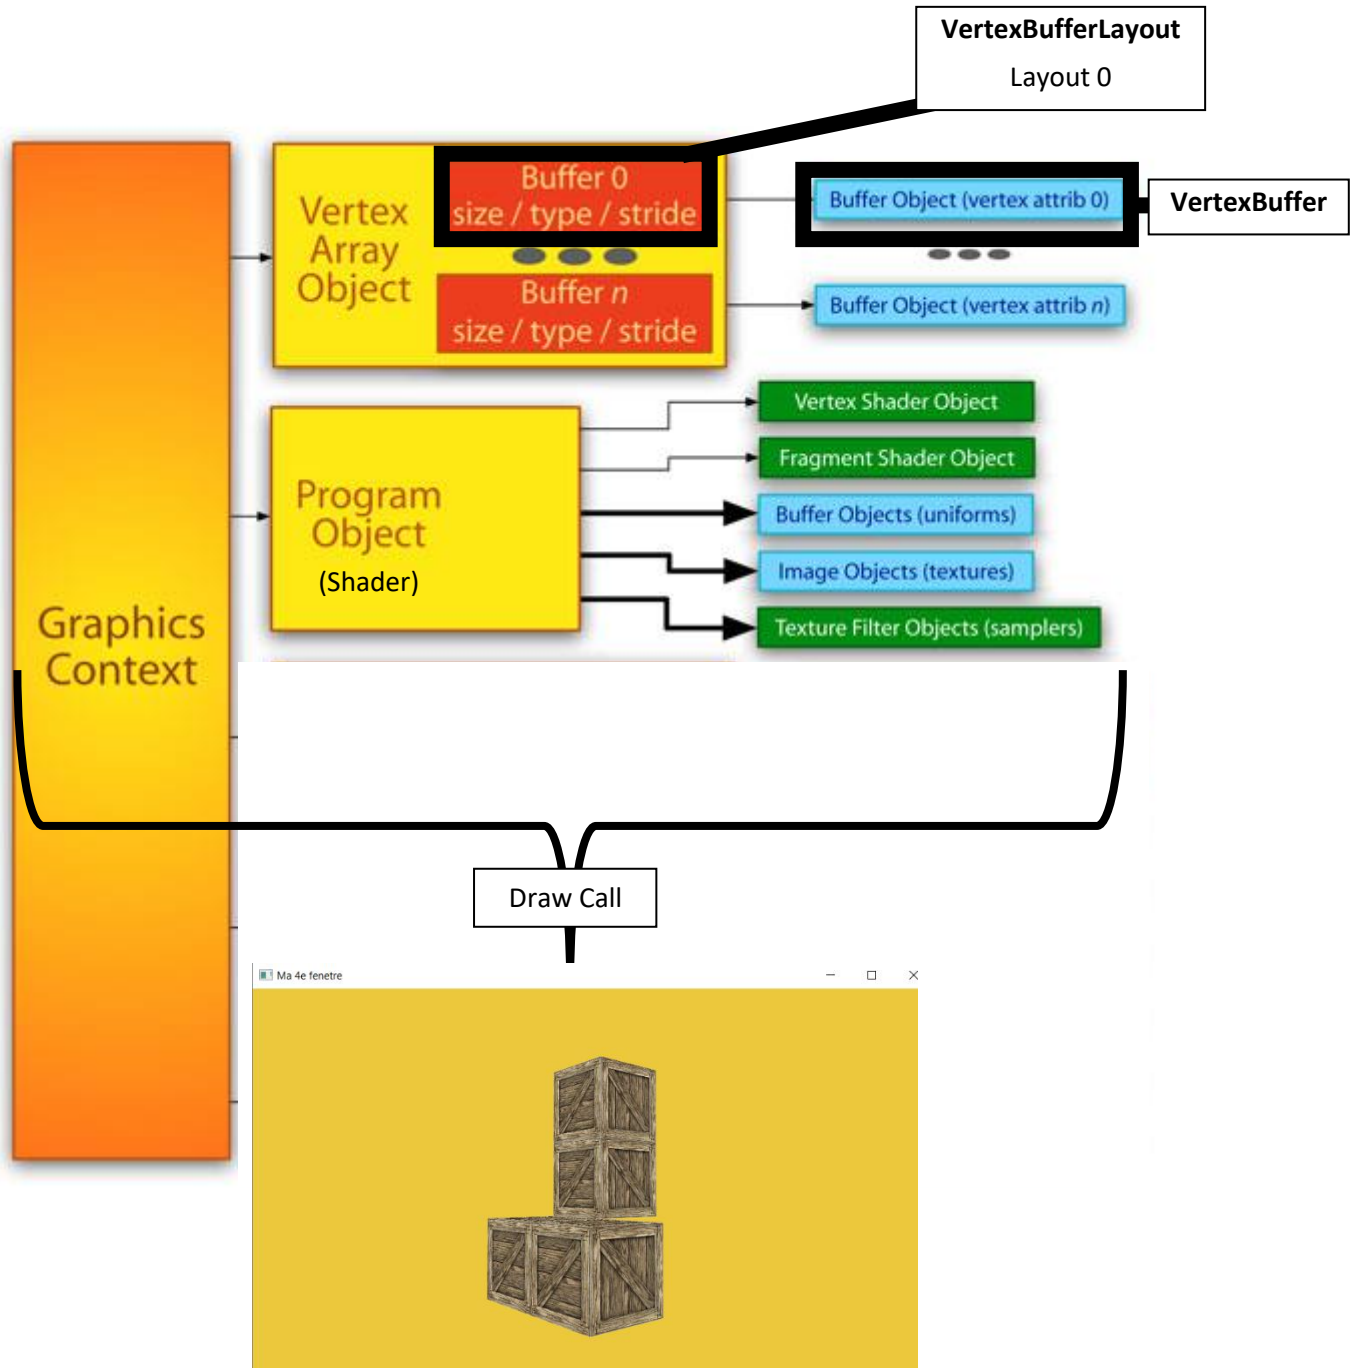 VertexBufferLayout
Layout 0
Vertex
Array
Object
Buffer 0
size / type / stride
Buffer n
size / type / stride
Buffer Object (vertex attrib 0)
VertexBuffer
Buffer Object (vertex attrib n)
Program
Object
(Shader)
Vertex Shader Object
Fragment Shader Object
Buffer Objects (uniforms)
Image Objects (textures)
Texture Filter Objects (samplers)
Graphics
Context
Draw Call
Ma 4e fenetre